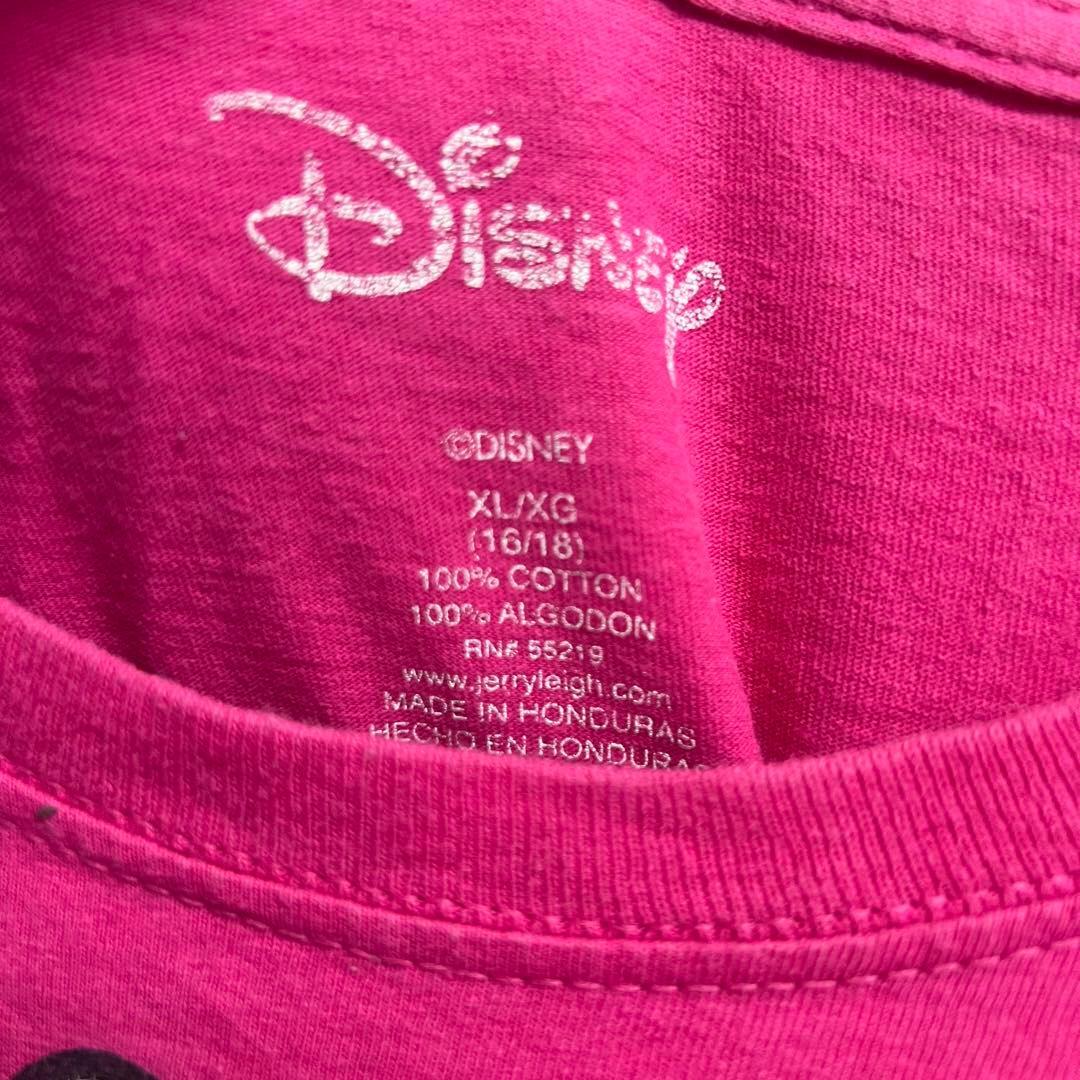 Disney
©DISNEY
XL/XG
(16/18)
100% COTTON
100% ALGODON
RN# 55219
www.jerryleigh.com
MADE IN HONDURAS
HECHO EN HONDURAS